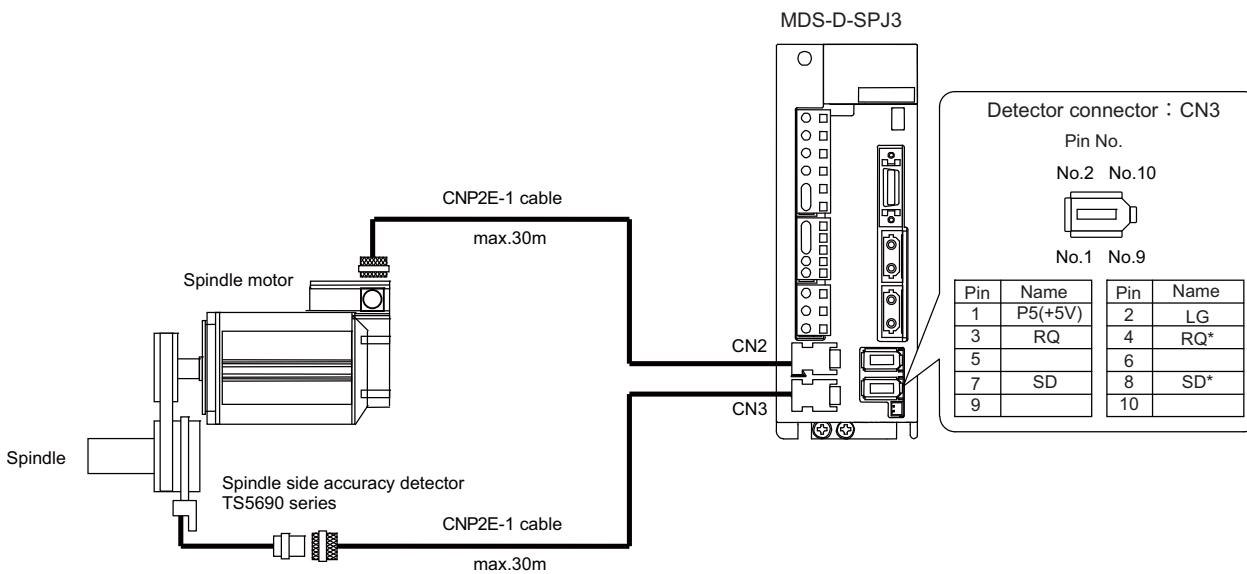 MDS-D-SPJ3
Detector connector：CN3
Pin No.
No.2 No.10
No.1 No.9
Pin Name Pin Name
1 P5(+5V) 2 LG
3 RQ 4 RQ*
5 6
7 SD 8 SD*
9 10
CNP2E-1 cable
max.30m
Spindle motor
CN2
CN3
Spindle
Spindle side accuracy detector
TS5690 series
CNP2E-1 cable
max.30m